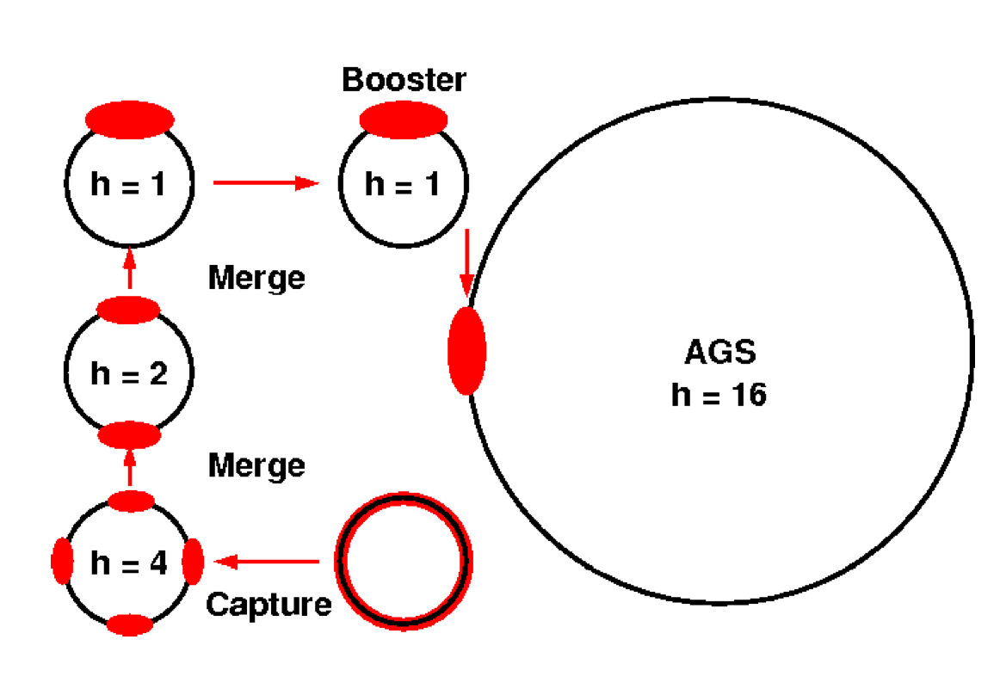 Booster
h = 1
h = 1
Merge
h = 2
AGS
h = 16
Merge
h = 4
Capture